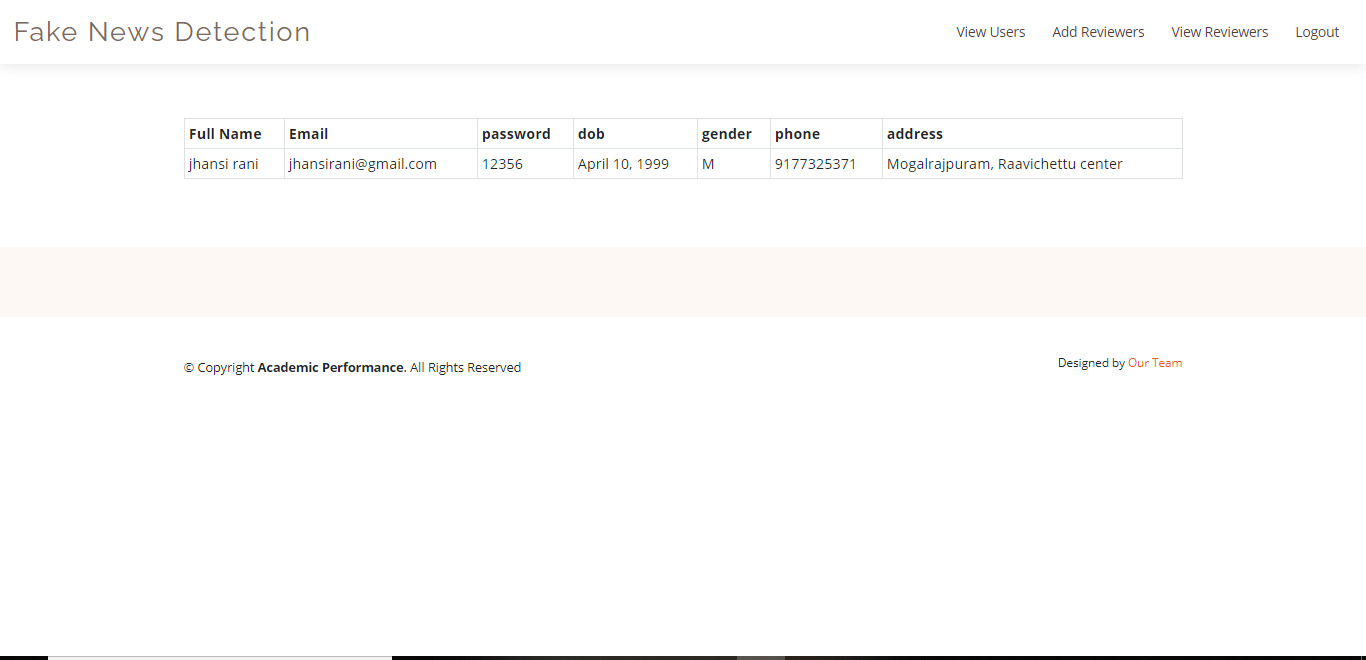 Fake News Detection View Users Add Reviewers View Reviewers Logout
Full Name Email password dob gender phone address
jhansi rani jhansirani@gmail.com 12356 April 10, 1999 M 9177325371 Mogalrajpuram, Raavichettu center
© Copyright Academic Performance. All Rights Reserved Designed by Our Team